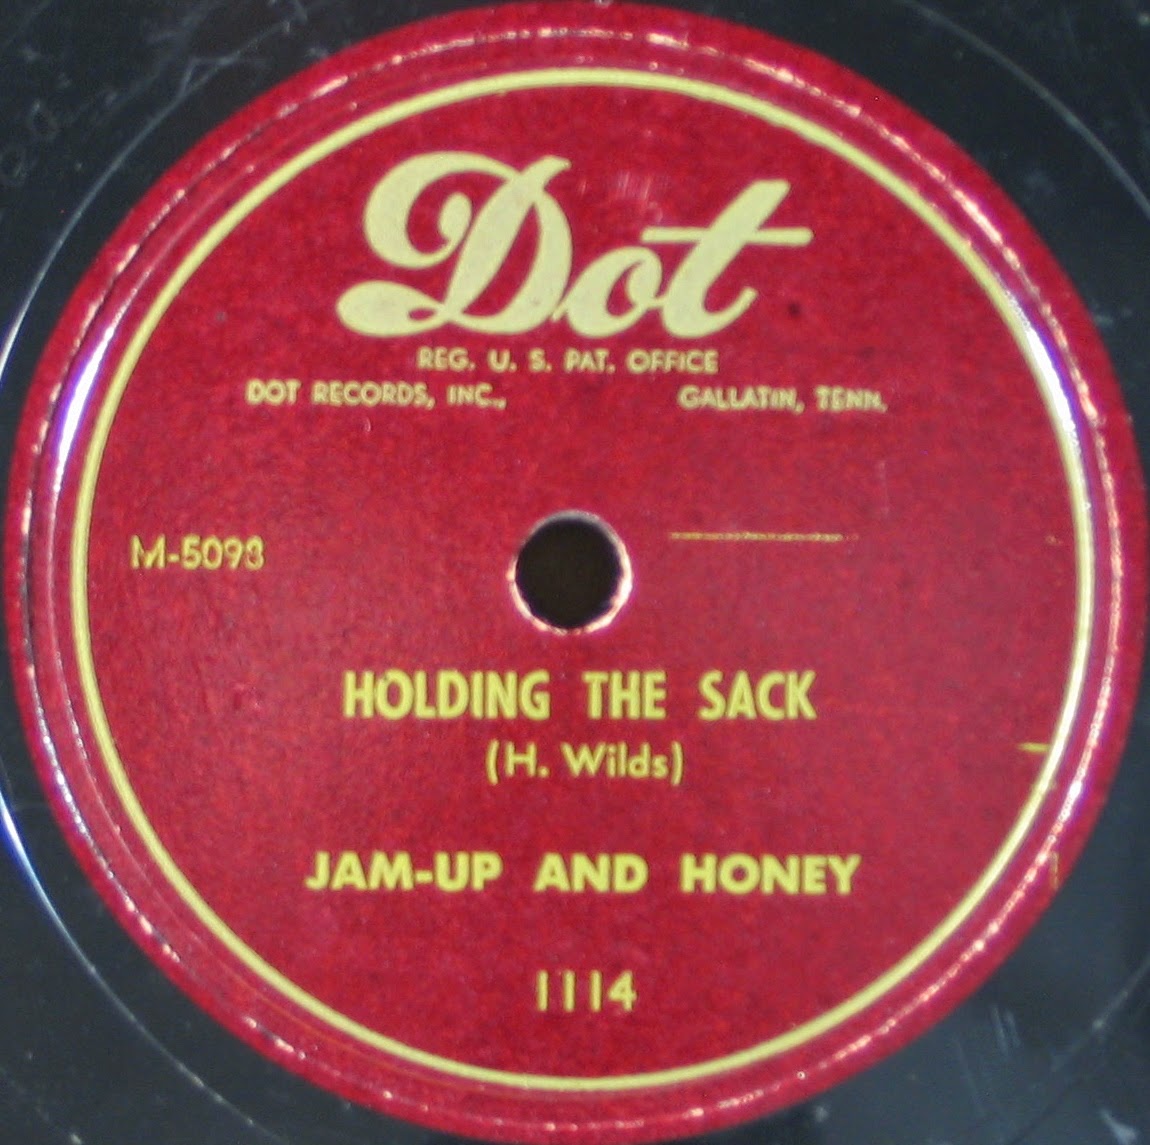 Dot
REG. U. S. PAT. OFFICE
DOT RECORDS, INC., GALLATIN, TENN.
M-5093
HOLDING THE SACK
(H. Wilds)
JAM-UP AND HONEY
1114